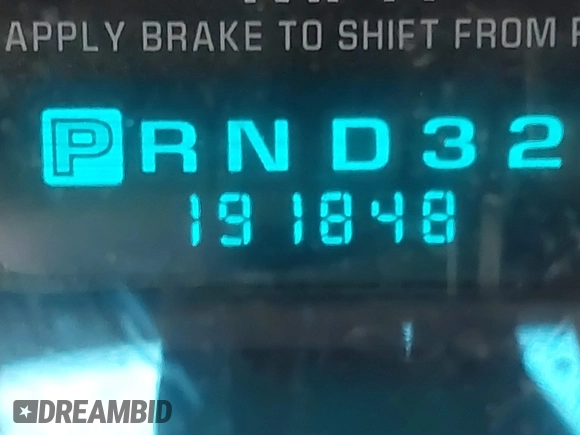 APPLY BRAKE TO SHIFT FROM
P R N D 3 2
191848
DREAMBID